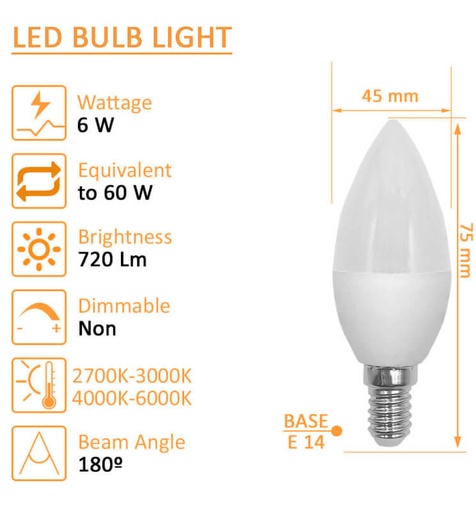 LED BULB LIGHT
Wattage
6 W
Equivalent
to 60 W
Brightness
720 Lm
Dimmable
Non
- +
2700K-3000K
4000K-6000K
Beam Angle
180º
45 mm
75 mm
BASE
E 14